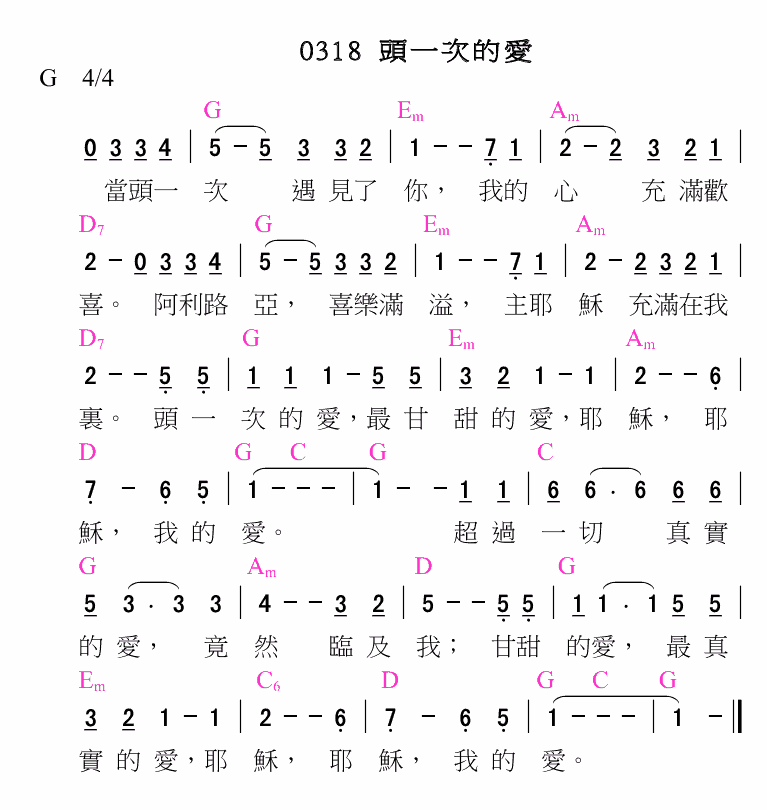 0318 頭一次的愛
G 4/4
G Em Am
0 3 3 4 | 5 - 5 3 3 2 | 1 - - 7 1 | 2 - 2 3 2 1 |
當頭一 次 遇 見了 你， 我的 心 充 滿歡
D7 G Em Am
2 - 0 3 3 4 | 5 - 5 3 3 2 | 1 - - 7 1 | 2 - 2 3 2 1 |
喜。 阿利路 亞， 喜樂滿 溢， 主耶 穌 充滿在我
D7 G Em Am
2 - - 5 5 | 1 1 1 - 5 5 | 3 2 1 - 1 | 2 - - 6 |
裏。 頭 一 次 的 愛，最 甘 甜 的 愛，耶 穌， 耶
D G C G C
7 - 6 5 | 1 - - - | 1 - - 1 1 | 6 6 . 6 6 6 |
穌， 我 的 愛。 超 過 一 切 真 實
G Am D G
5 3 . 3 3 | 4 - - 3 2 | 5 - - 5 5 | 1 1 . 1 5 5 |
的 愛， 竟 然 臨 及 我； 甘甜 的愛， 最 真
Em C6 D G C G
3 2 1 - 1 | 2 - - 6 | 7 - 6 5 | 1 - - - | 1 - ‖
實 的 愛，耶 穌， 耶 穌， 我 的 愛。